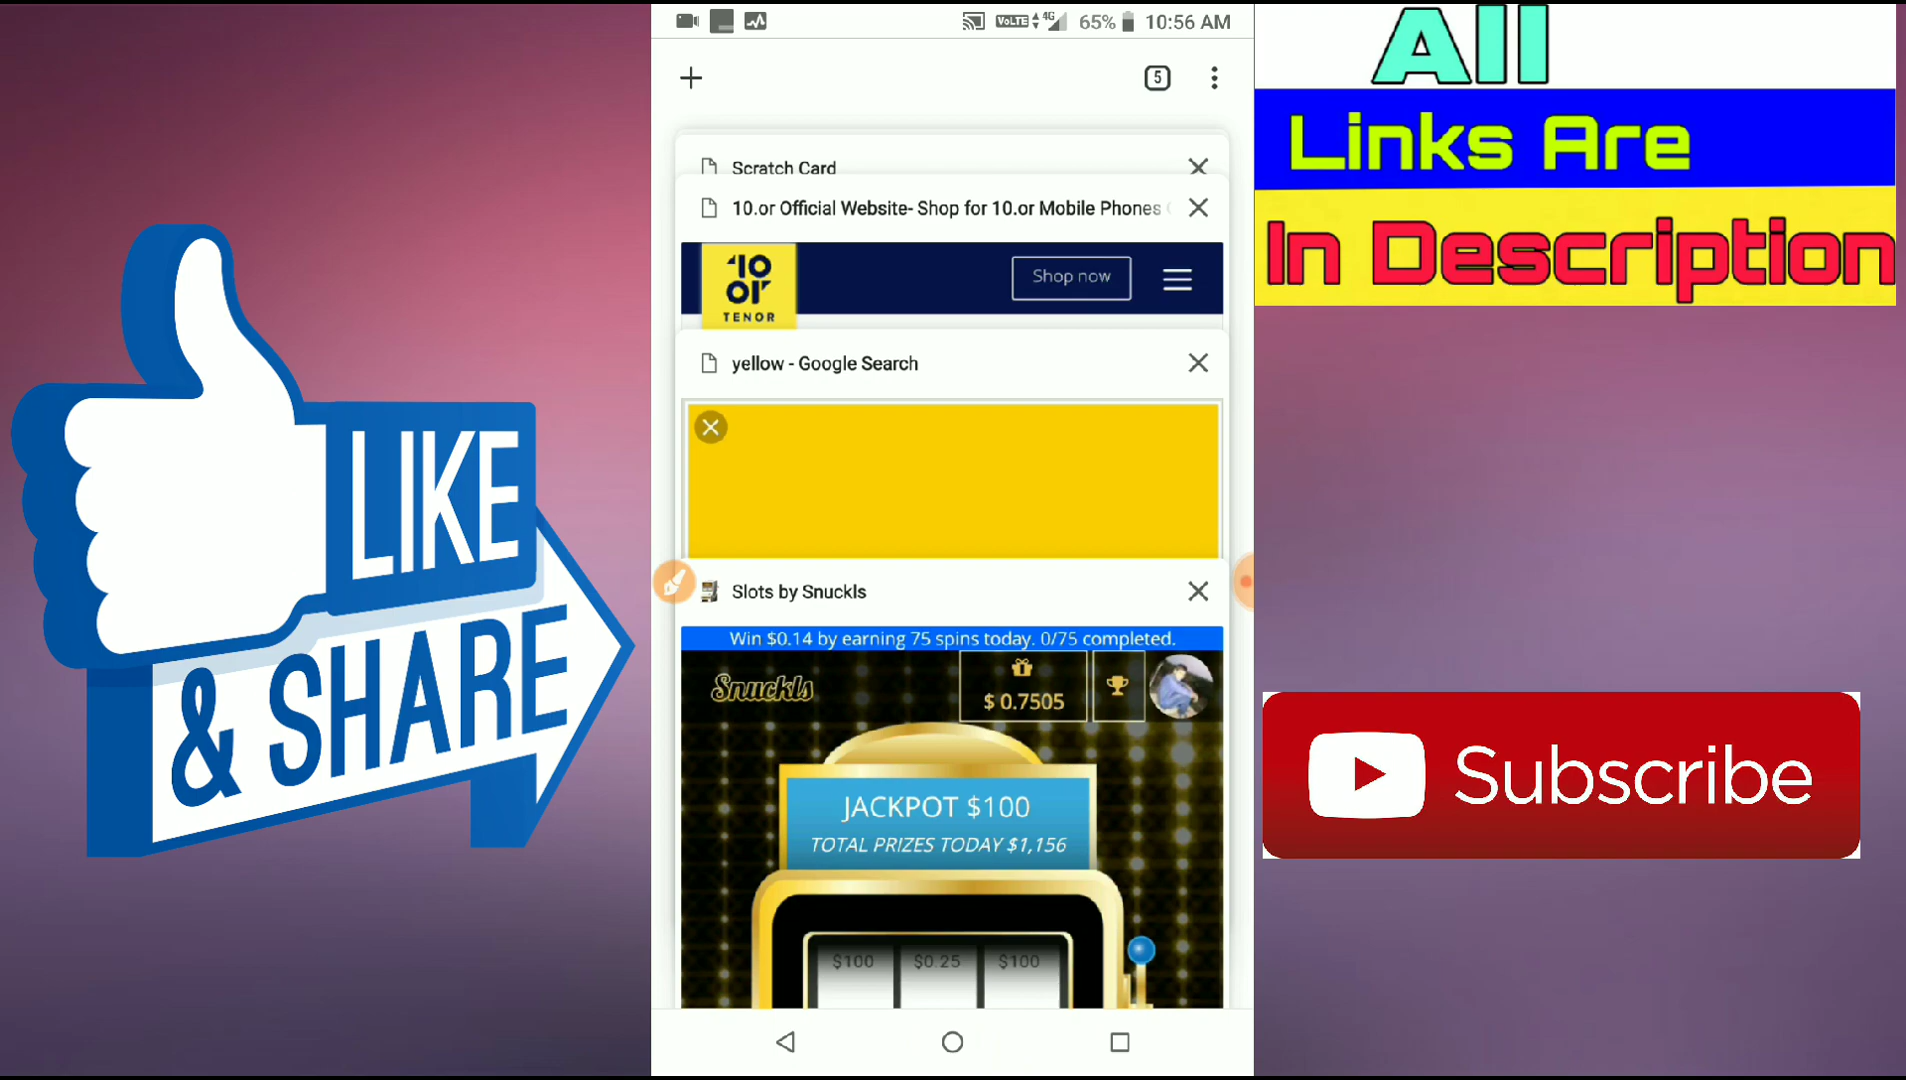 LIKE
& SHARE
VoLTE 4G 65% 10:56 AM
5
Scratch Card
10.or Official Website- Shop for 10.or Mobile Phones
10
or
TENOR
Shop now
yellow - Google Search
Slots by Snuckls
Win $0.14 by earning 75 spins today. 0/75 completed.
Snuckls
$ 0.7505
JACKPOT $100
TOTAL PRIZES TODAY $1,156
$100 $0.25 $100
All
Links Are
In Description
Subscribe